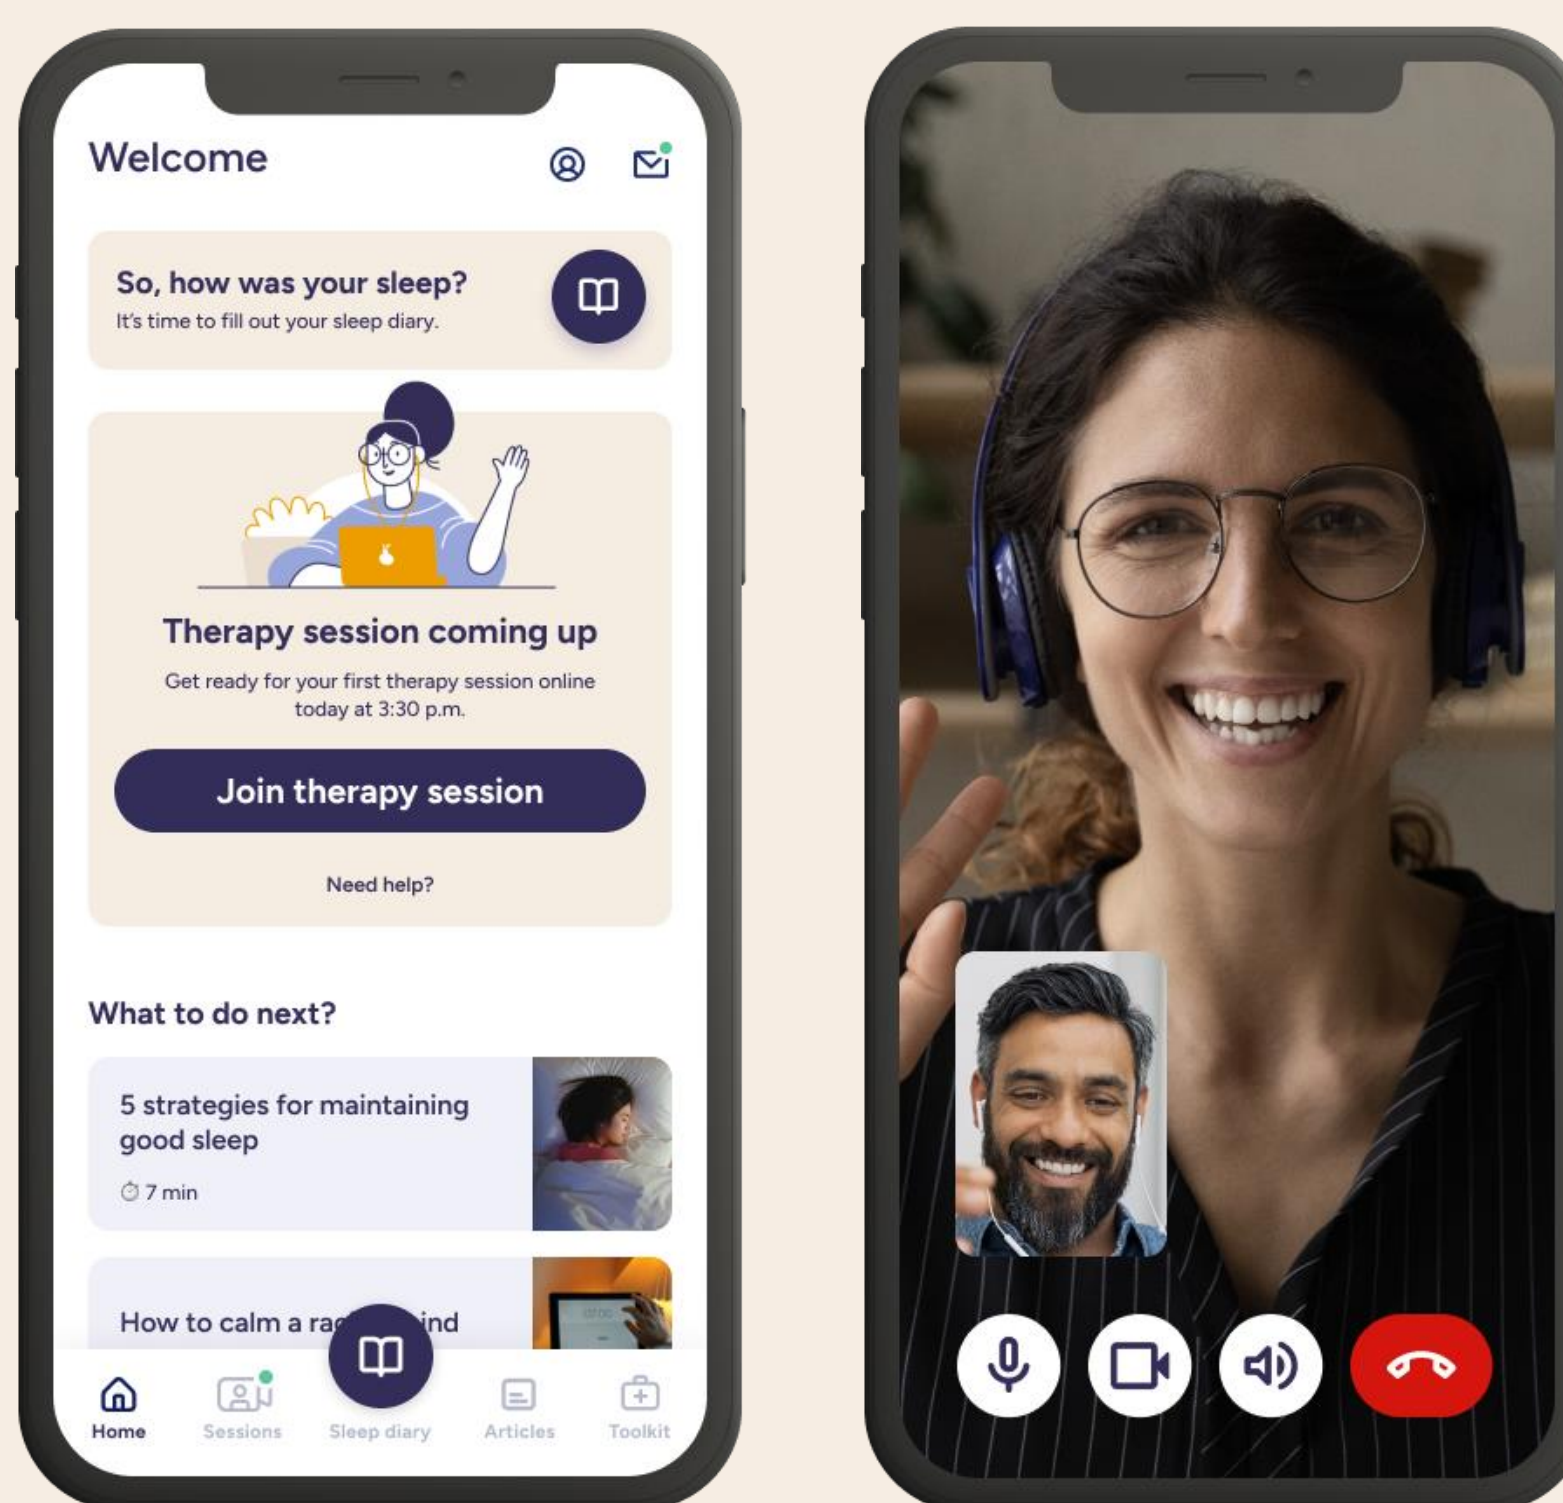 Welcome
So, how was your sleep?
It's time to fill out your sleep diary.
Therapy session coming up
Get ready for your first therapy session online
today at 3:30 p.m.
Join therapy session
Need help?
What to do next?
5 strategies for maintaining
good sleep
7 min
How to calm a
Home
Sessions
Sleep diary
Articles
Toolkit